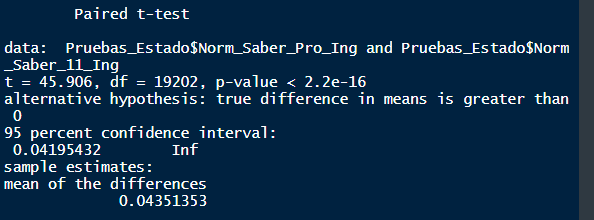 Paired t-test
data:  Pruebas_Estado$Norm_Saber_Pro_Ing and Pruebas_Estado$Norm
_Saber_11_Ing
t = 45.906, df = 19202, p-value < 2.2e-16
alternative hypothesis: true difference in means is greater than
 0
95 percent confidence interval:
 0.04195432        Inf
sample estimates:
mean of the differences
             0.04351353